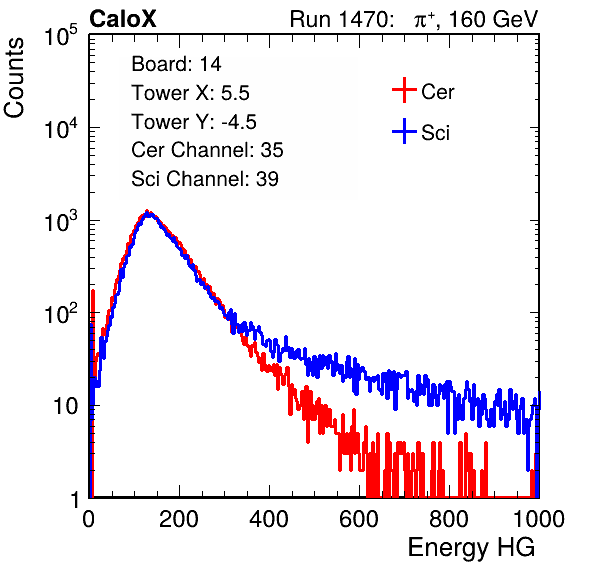 CaloX Run 1470: π⁺, 160 GeV
Counts
Board: 14
Tower X: 5.5
Tower Y: -4.5
Cer Channel: 35
Sci Channel: 39
Cer
Sci
10⁵
10⁴
10³
10²
10
1
0 200 400 600 800 1000
Energy HG